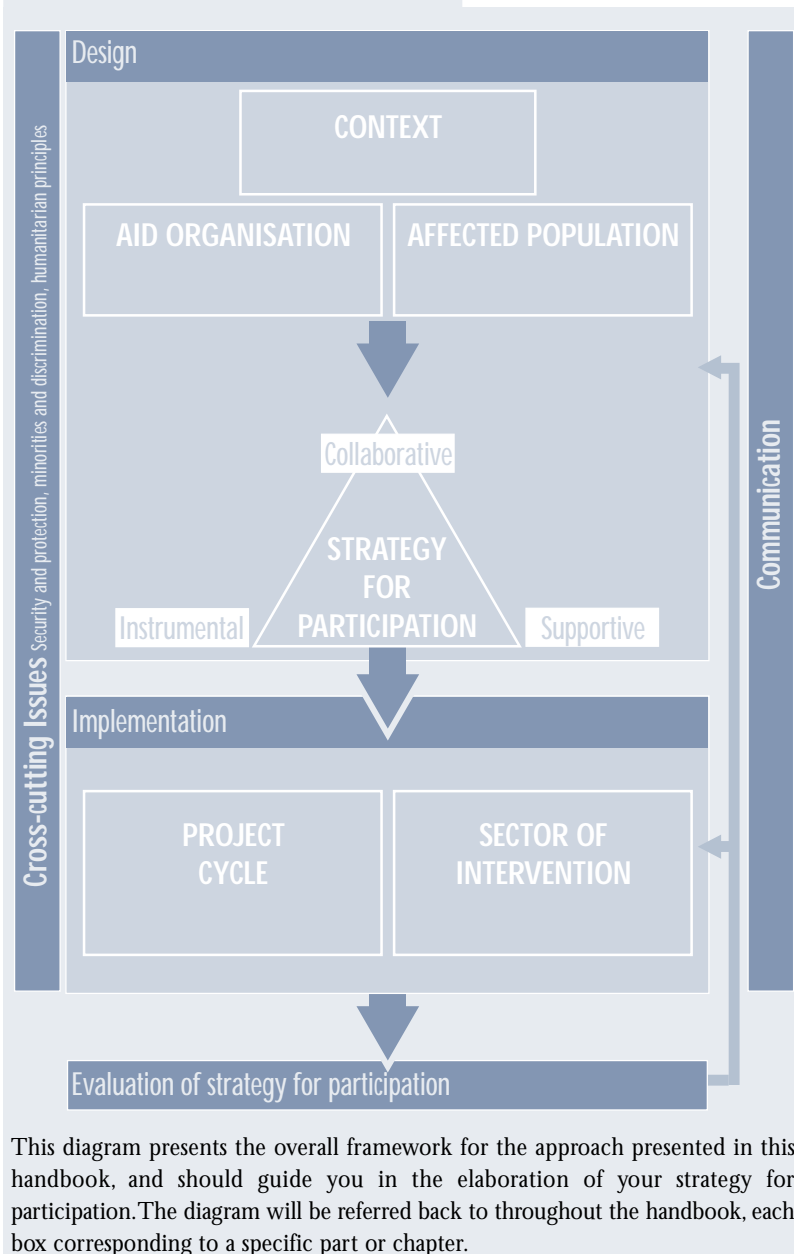 Design
CONTEXT
AID ORGANISATION
AFFECTED POPULATION
Collaborative
STRATEGY
FOR
PARTICIPATION
Instrumental
Supportive
Implementation
PROJECT
CYCLE
SECTOR OF
INTERVENTION
Evaluation of strategy for participation
Cross-cutting Issues Security and protection, minorities and discrimination, humanitarian principles
Communication
This diagram presents the overall framework for the approach presented in this
handbook, and should guide you in the elaboration of your strategy for
participation.The diagram will be referred back to throughout the handbook, each
box corresponding to a specific part or chapter.